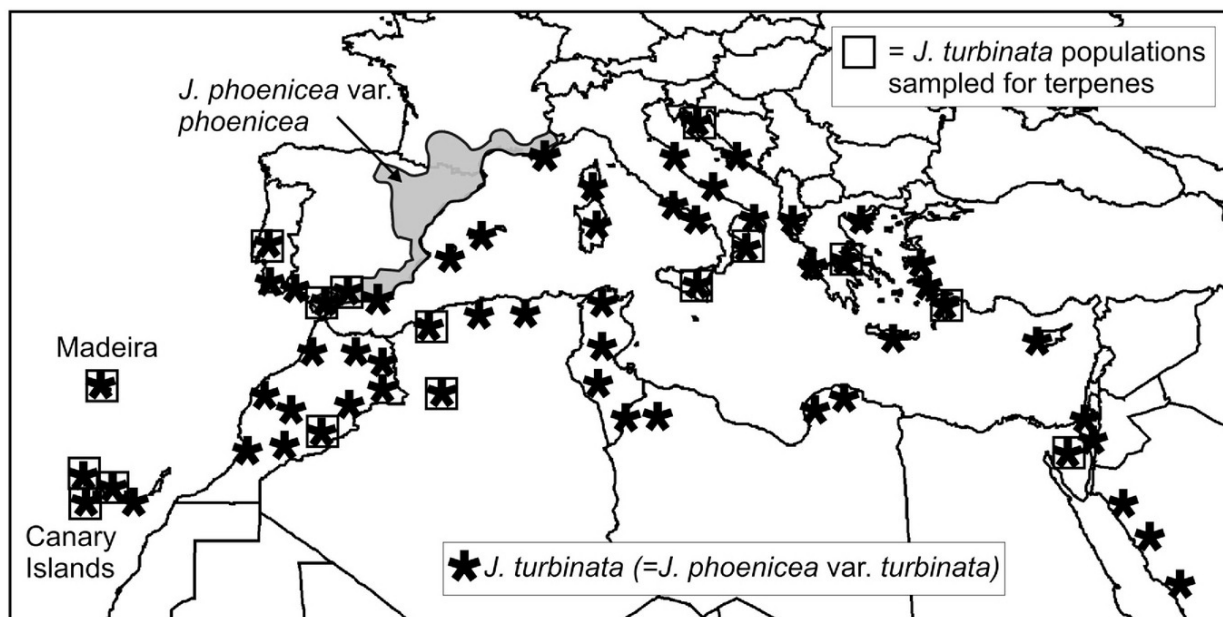 = J. turbinata populations
sampled for terpenes
J. phoenicea var.
phoenicea
Madeira
Canary
Islands
J. turbinata (=J. phoenicea var. turbinata)